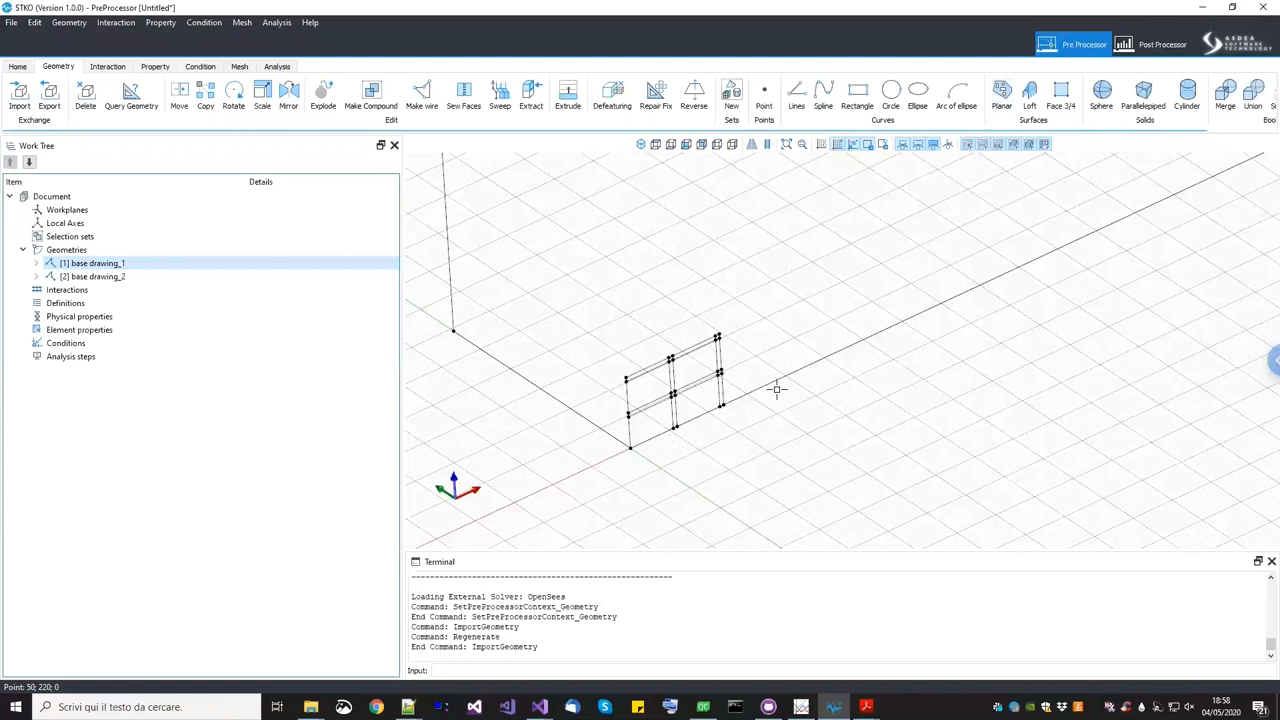 STKO (Version 1.0.0) - PreProcessor [Untitled*]
File Edit Geometry Interaction Property Condition Mesh Analysis Help
Pre Processor Post Processor ASDEA SOFTWARE TECHNOLOGY
Home Geometry Interaction Property Condition Mesh Analysis
Import Export Delete Query Geometry Move Copy Rotate Scale Mirror Explode Make Compound Make wire Sew Faces Sweep Extract Extrude Defeaturing Repair Fix Reverse New Point Lines Spline Rectangle Circle Ellipse Arc of ellipse Planar Loft Face 3/4 Sphere Parallelepiped Cylinder Merge Union
Exchange Edit Sets Points Curves Surfaces Solids Boo
Work Tree
Item Details
Document
Workplanes
Local Axes
Selection sets
Geometries
[1] base drawing_1
[2] base drawing_2
Interactions
Definitions
Physical properties
Element properties
Conditions
Analysis steps
Terminal
------------------------------------------------------------
Loading External Solver: OpenSees
Command: SetPreProcessorContext_Geometry
End Command: SetPreProcessorContext_Geometry
Command: ImportGeometry
Command: Regenerate
End Command: ImportGeometry
Input:
Point: 50; 220; 0
Scrivi qui il testo da cercare.
18:58
04/05/2020